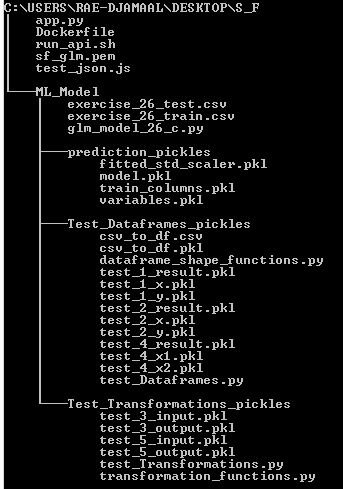 C:\USERS\RAE-DJAMAAL\DESKTOP\S_F
app.py
Dockerfile
run_api.sh
sf_glm.pem
test_json.js
ML_Model
exercise_26_test.csv
exercise_26_train.csv
glm_model_26_c.py
prediction_pickles
fitted_std_scaler.pkl
model.pkl
train_columns.pkl
variables.pkl
Test_Dataframes_pickles
csv_to_df.csv
csv_to_df.pkl
dataframe_shape_functions.py
test_1_result.pkl
test_1_x.pkl
test_1_y.pkl
test_2_result.pkl
test_2_x.pkl
test_2_y.pkl
test_4_result.pkl
test_4_x1.pkl
test_4_x2.pkl
test_Dataframes.py
Test_Transformations_pickles
test_3_input.pkl
test_3_output.pkl
test_5_input.pkl
test_5_output.pkl
test_Transformations.py
transformation_functions.py